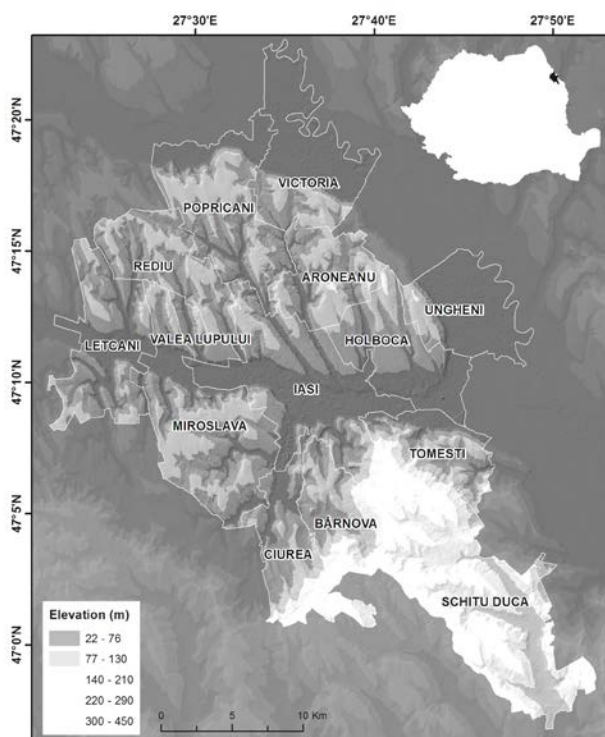 27°30'E 27°40'E 27°50'E
47°20'N
47°15'N
47°10'N
47°5'N
47°0'N
VICTORIA
POPRICANI
REDIU
ARONEANU
UNGHENI
LETCANI
VALEA LUPULUI
HOLBOCA
IASI
MIROSLAVA
TOMESTI
BÂRNOVA
CIUREA
SCHITU DUCA
Elevation (m)
22 - 76
77 - 130
140 - 210
220 - 290
300 - 450
0 5 10 Km